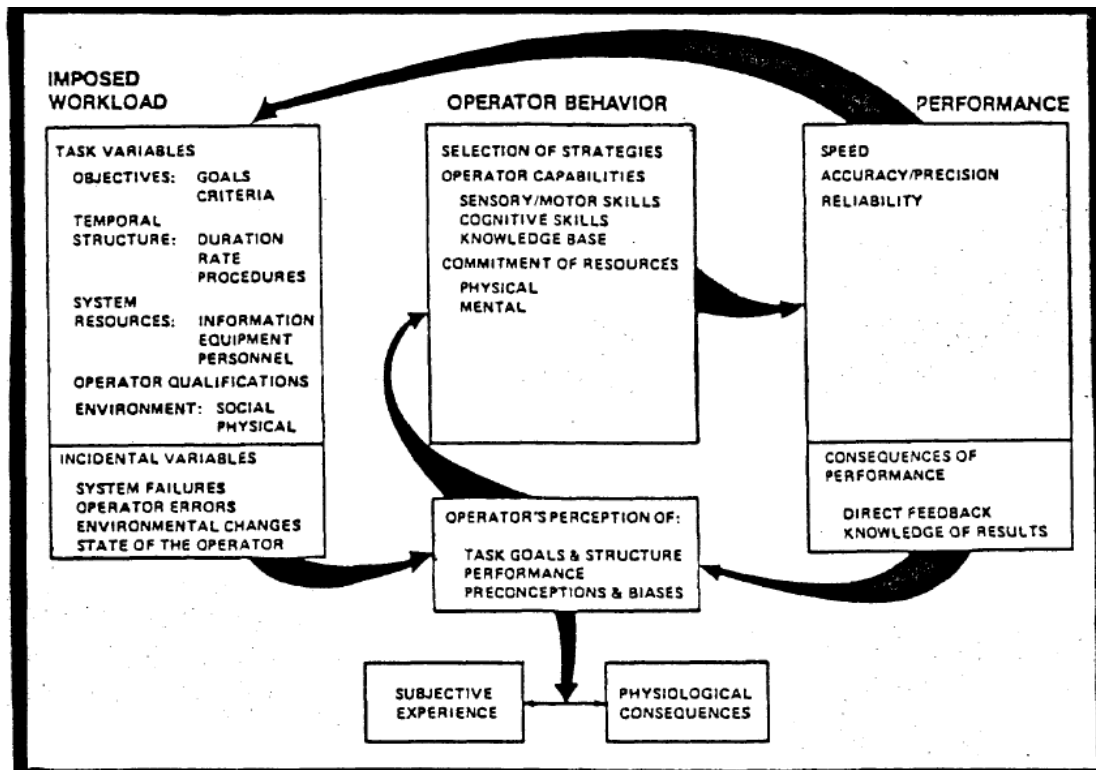 IMPOSED
WORKLOAD
TASK VARIABLES
OBJECTIVES: GOALS
CRITERIA
TEMPORAL
STRUCTURE: DURATION
RATE
PROCEDURES
SYSTEM
RESOURCES: INFORMATION
EQUIPMENT
PERSONNEL
OPERATOR QUALIFICATIONS
ENVIRONMENT: SOCIAL
PHYSICAL
INCIDENTAL VARIABLES
SYSTEM FAILURES
OPERATOR ERRORS
ENVIRONMENTAL CHANGES
STATE OF THE OPERATOR
OPERATOR BEHAVIOR
SELECTION OF STRATEGIES
OPERATOR CAPABILITIES
SENSORY/MOTOR SKILLS
COGNITIVE SKILLS
KNOWLEDGE BASE
COMMITMENT OF RESOURCES
PHYSICAL
MENTAL
PERFORMANCE
SPEED
ACCURACY/PRECISION
RELIABILITY
CONSEQUENCES OF
PERFORMANCE
DIRECT FEEDBACK
KNOWLEDGE OF RESULTS
OPERATOR'S PERCEPTION OF:
TASK GOALS & STRUCTURE
PERFORMANCE
PRECONCEPTIONS & BIASES
SUBJECTIVE
EXPERIENCE
PHYSIOLOGICAL
CONSEQUENCES